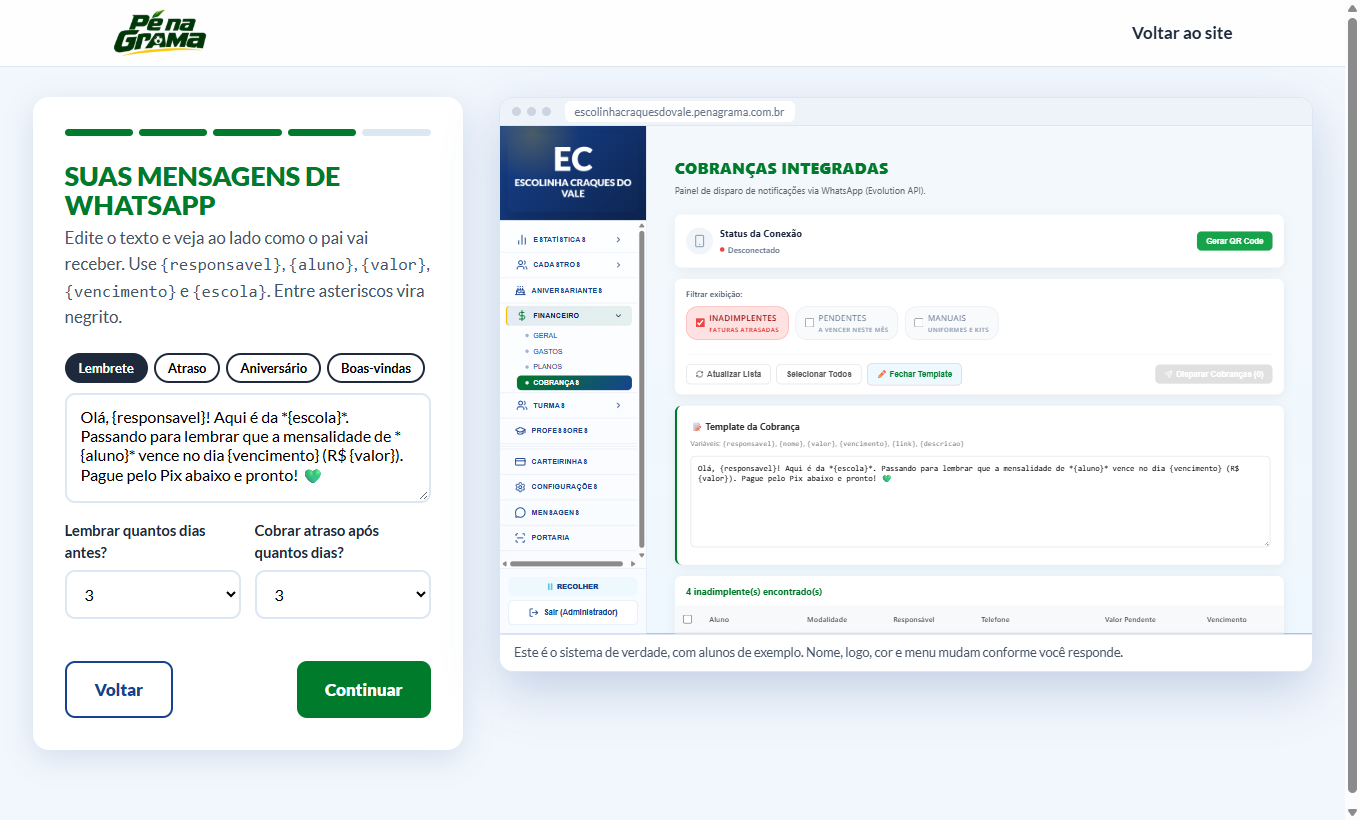 Pé na
GRAMA
Voltar ao site
SUAS MENSAGENS DE
WHATSAPP
Edite o texto e veja ao lado como o pai vai
receber. Use {responsavel}, {aluno}, {valor},
{vencimento} e {escola}. Entre asteriscos vira
negrito.
Lembrete
Atraso
Aniversário
Boas-vindas
Olá, {responsavel}! Aqui é da *{escola}*.
Passando para lembrar que a mensalidade de *
{aluno}* vence no dia {vencimento} (R$ {valor}).
Pague pelo Pix abaixo e pronto! 💚
Lembrar quantos dias
antes?
Cobrar atraso após
quantos dias?
3
3
Voltar
Continuar
escolinhacraquesdovale.penagrama.com.br
EC
ESCOLINHA CRAQUES DO
VALE
ESTATÍSTICAS
CADASTROS
ANIVERSARIANTES
FINANCEIRO
GERAL
GASTOS
PLANOS
COBRANÇAS
TURMAS
PROFESSORES
CARTEIRINHA
CONFIGURAÇÕES
MENSAGENS
PORTARIA
RECOLHER
Sair (Administrador)
COBRANÇAS INTEGRADAS
Painel de disparo de notificações via WhatsApp (Evolution API).
Status da Conexão
Desconectado
Gerar QR Code
Filtrar exibição:
INADIMPLENTES
FATURAS ATRASADAS
PENDENTES
A VENCER NESTE MÊS
MANUAIS
UNIFORMES E KITS
Atualizar Lista
Selecionar Todos
Fechar Template
Disparar Cobranças (0)
Template da Cobrança
Variáveis: {responsavel}, {nome}, {valor}, {vencimento}, {link}, {descricao}
Olá, {responsavel}! Aqui é da *{escola}*. Passando para lembrar que a mensalidade de *{aluno}* vence no dia {vencimento} (R$
{valor}). Pague pelo Pix abaixo e pronto! 💚
4 inadimplente(s) encontrado(s)
Aluno
Modalidade
Responsável
Telefone
Valor Pendente
Vencimento
Este é o sistema de verdade, com alunos de exemplo. Nome, logo, cor e menu mudam conforme você responde.